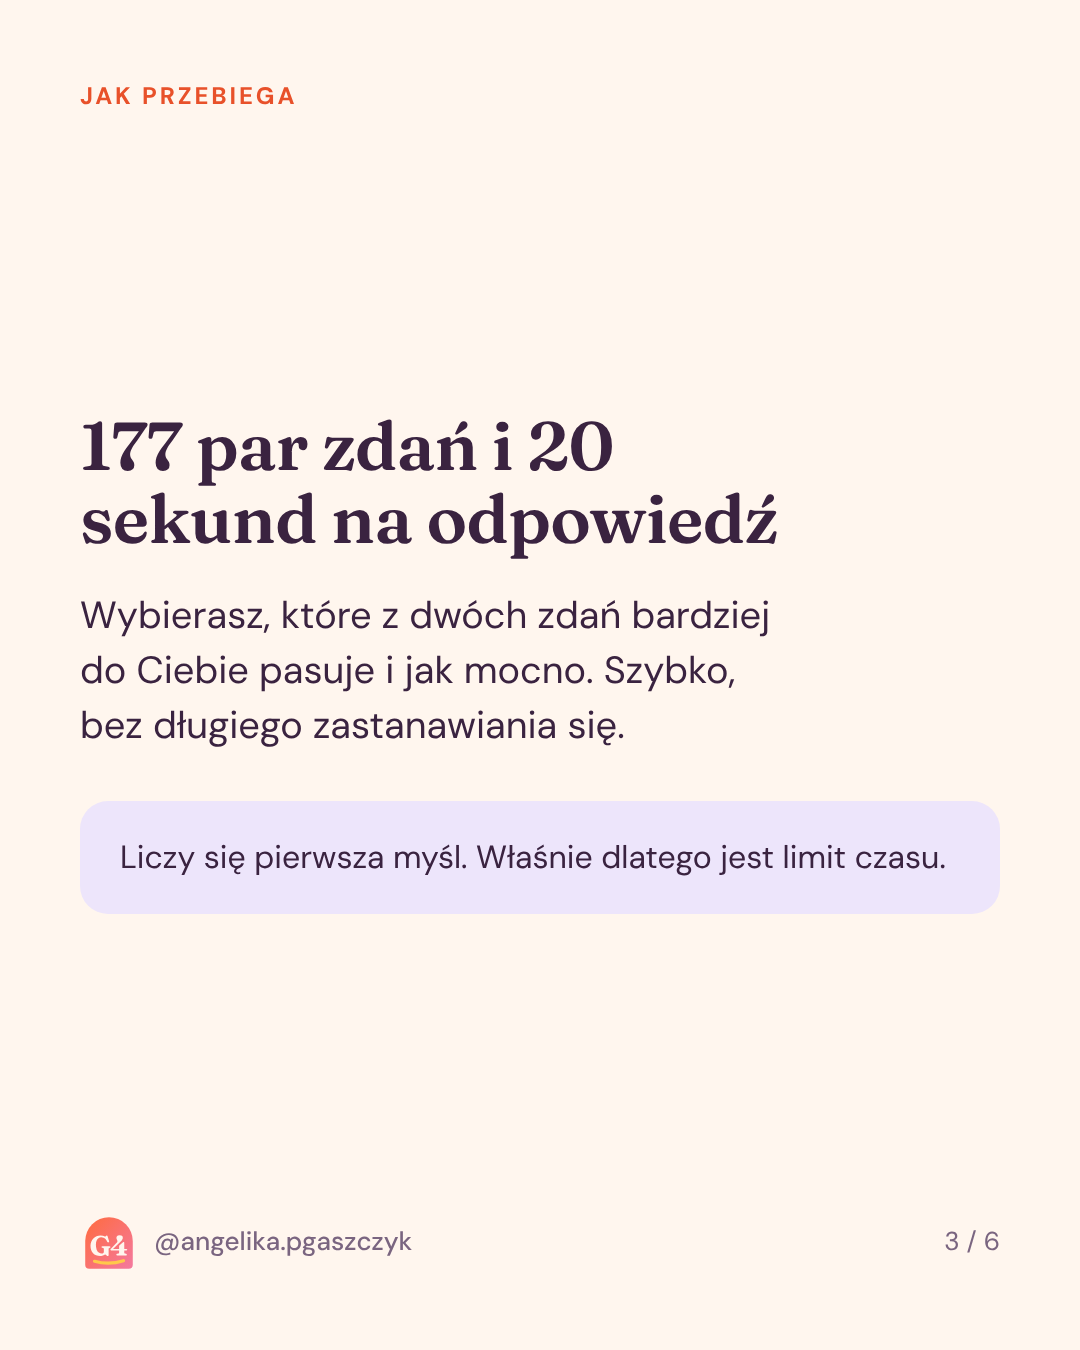 JAK PRZEBIEGA
177 par zdań i 20
sekund na odpowiedź
Wybierasz, które z dwóch zdań bardziej
do Ciebie pasuje i jak mocno. Szybko,
bez długiego zastanawiania się.
Liczy się pierwsza myśl. Właśnie dlatego jest limit czasu.
G4
@angelika.pgaszczyk
3 / 6